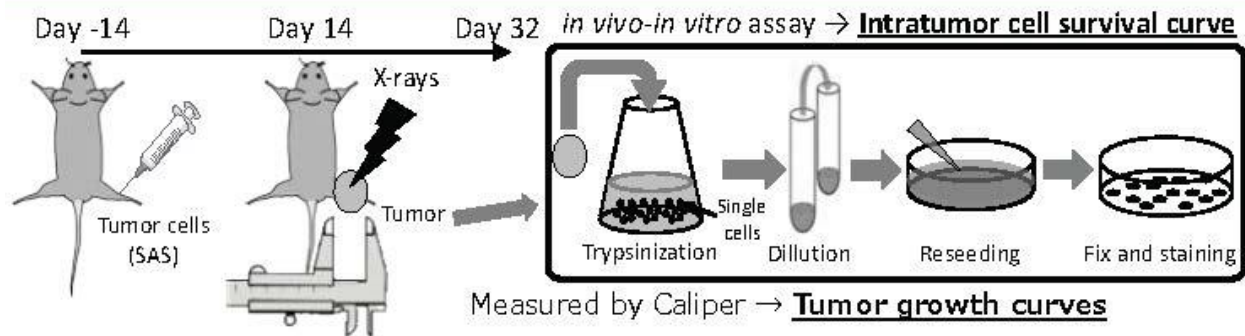 Day -14
Day 14
Day 32
in vivo-in vitro assay → Intratumor cell survival curve
X-rays
Tumor cells
(SAS)
Tumor
Single
cells
Trypsinization
Dillution
Reseeding
Fix and staining
Measured by Caliper → Tumor growth curves